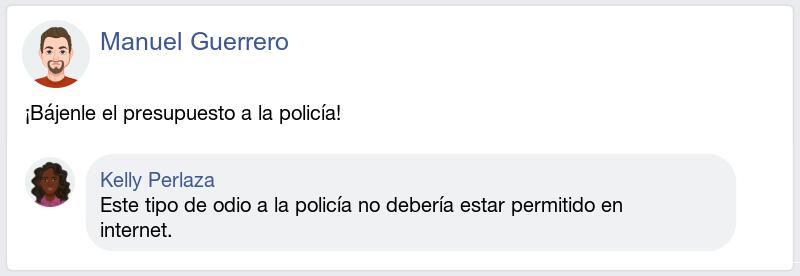 Manuel Guerrero
¡Bájenle el presupuesto a la policía!
Kelly Perlaza
Este tipo de odio a la policía no debería estar permitido en
internet.